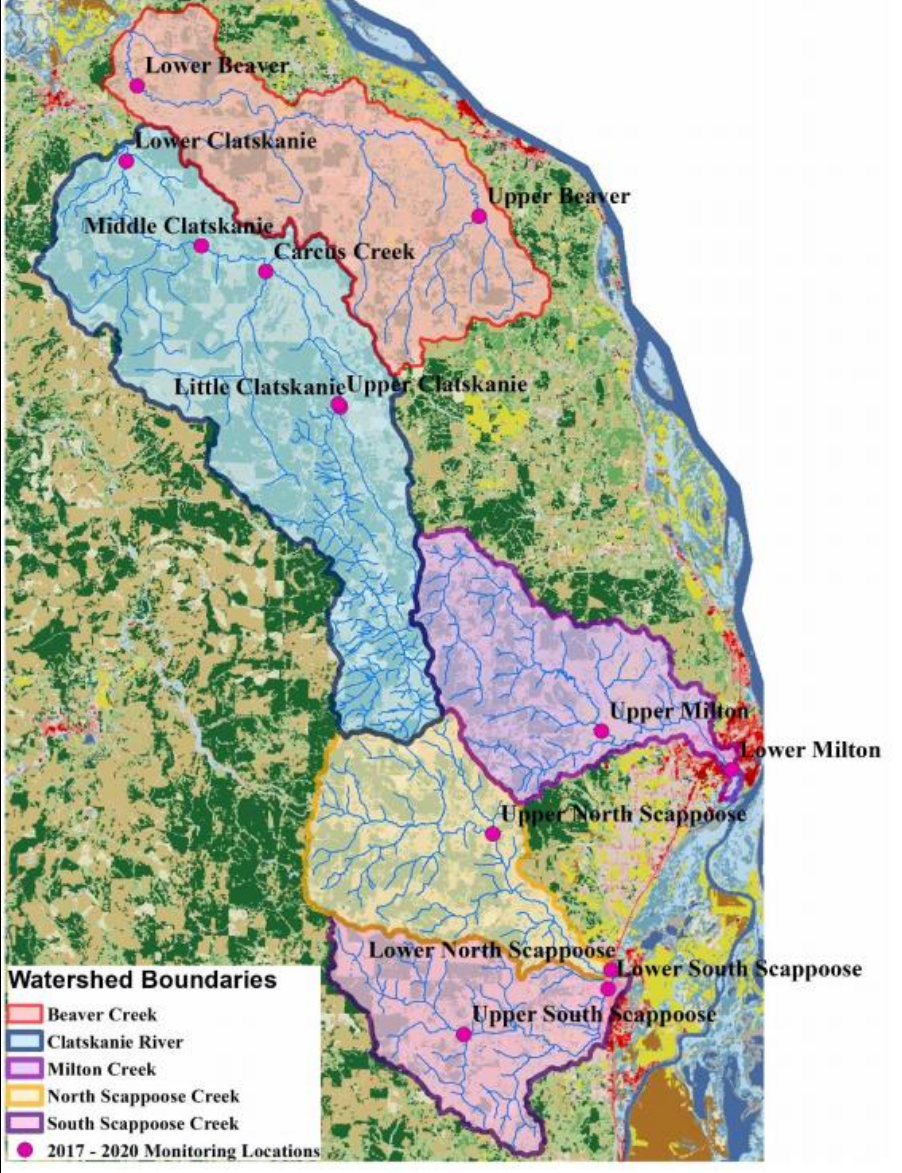 Lower Beaver
Lower Clatskanie
Upper Beaver
Middle Clatskanie
Carcus Creek
Little Clatskanie
Upper Clatskanie
Upper Milton
Lower Milton
Upper North Scappoose
Lower North Scappoose
Lower South Scappoose
Upper South Scappoose
Watershed Boundaries
Beaver Creek
Clatskanie River
Milton Creek
North Scappoose Creek
South Scappoose Creek
2017 - 2020 Monitoring Locations